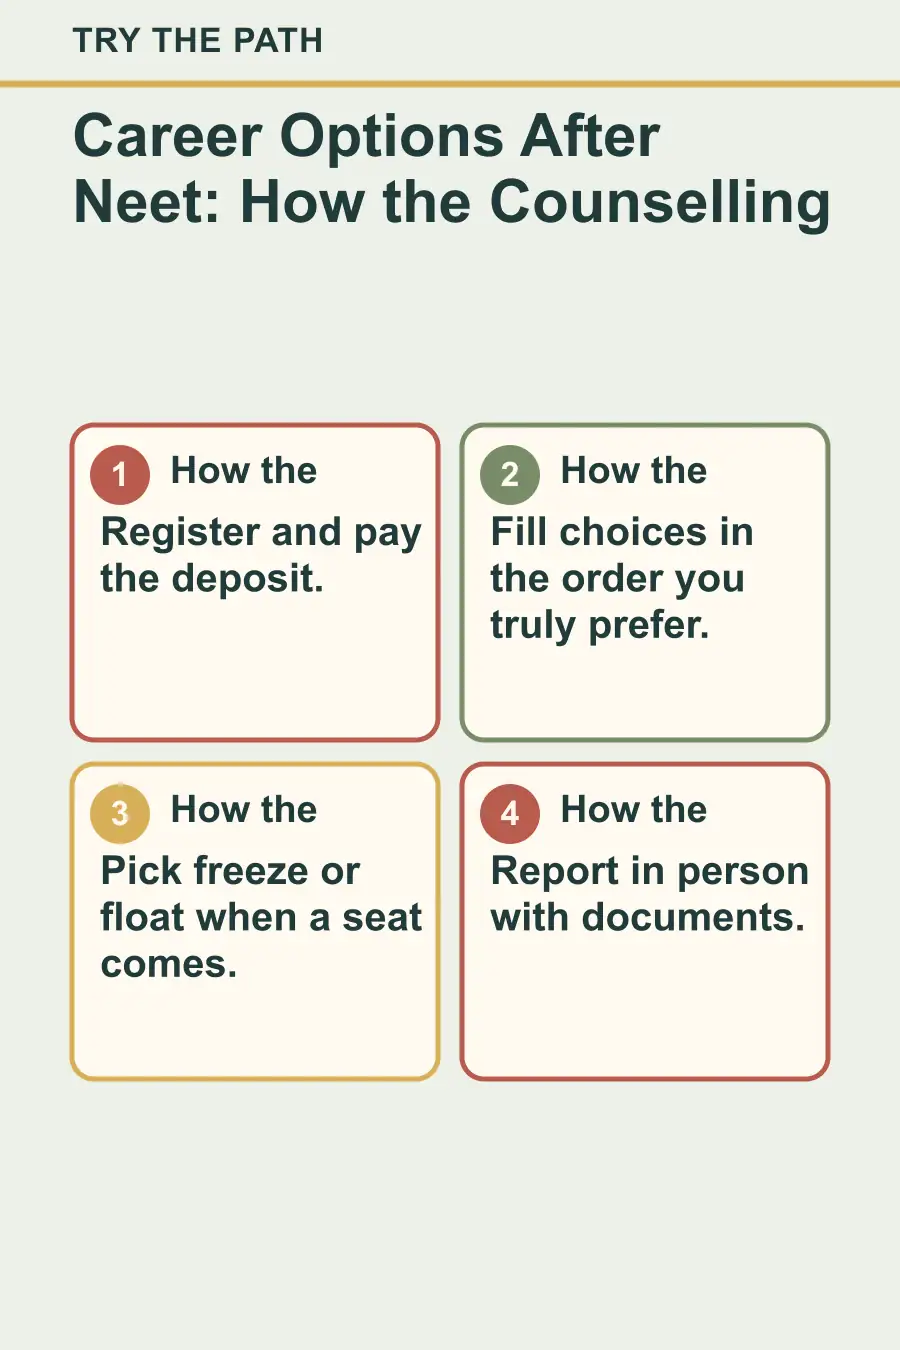 TRY THE PATH
Career Options After
Neet: How the Counselling
1 How the
Register and pay
the deposit.
2 How the
Fill choices in
the order you
truly prefer.
3 How the
Pick freeze or
float when a seat
comes.
4 How the
Report in person
with documents.